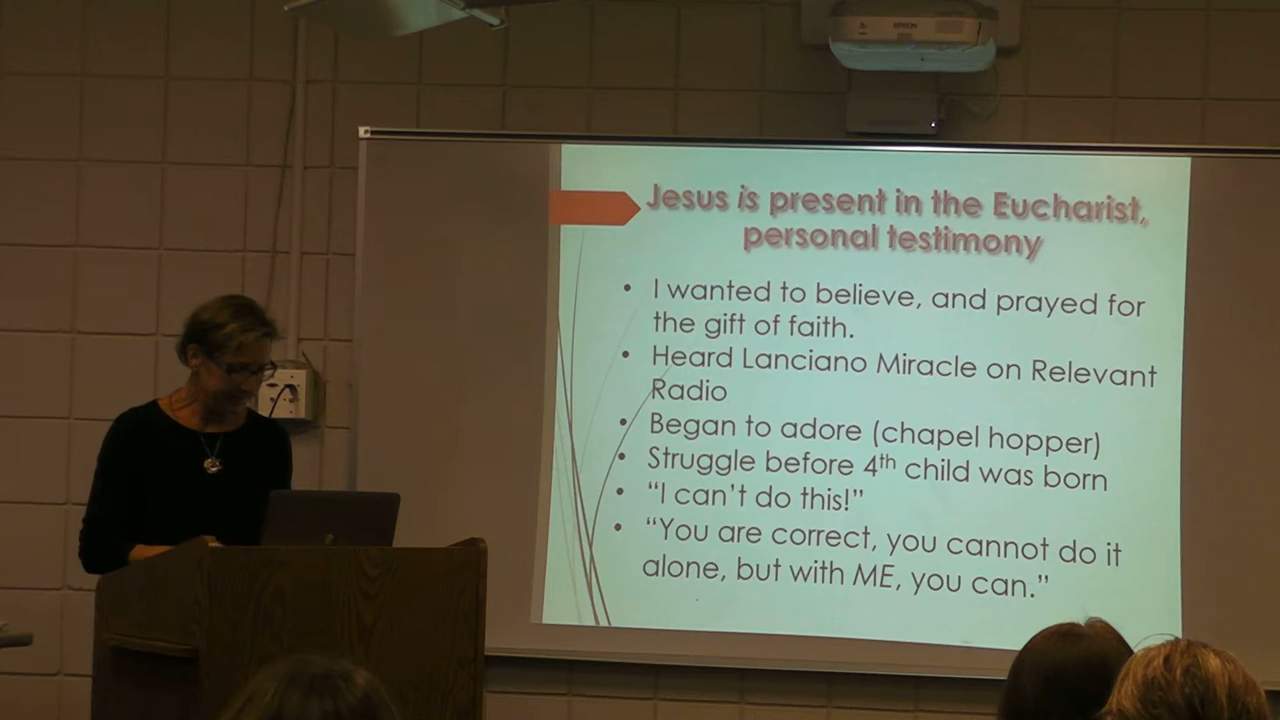 EPSON
Jesus is present in the Eucharist,
personal testimony
• I wanted to believe, and prayed for
the gift of faith.
• Heard Lanciano Miracle on Relevant
Radio
• Began to adore (chapel hopper)
• Struggle before 4th child was born
• “I can’t do this!”
• “You are correct, you cannot do it
alone, but with ME, you can.”